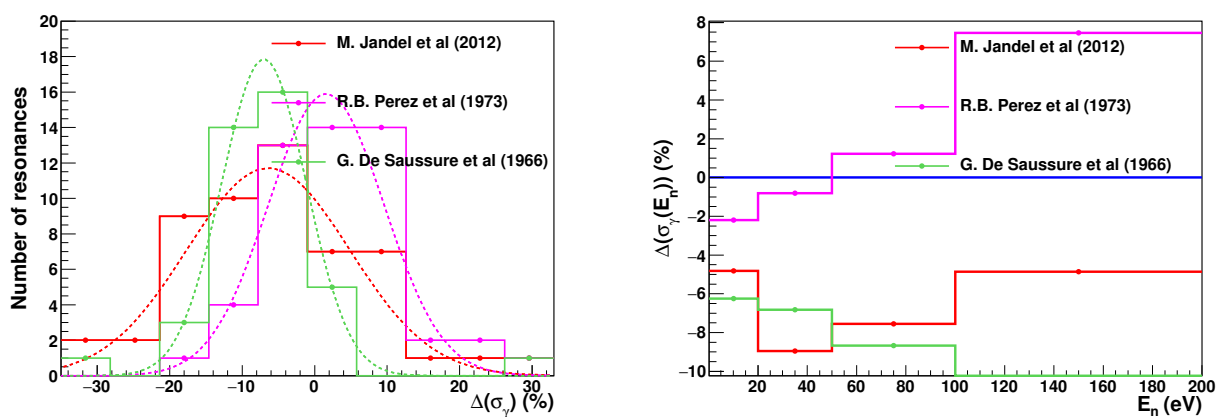 20
18
16
14
12
10
8
6
4
2
0
Number of resonances
M. Jandel et al (2012)
R.B. Perez et al (1973)
G. De Saussure et al (1966)
−30 −20 −10 0 10 20 30
Δ(σγ) (%)
8
6
4
2
0
−2
−4
−6
−8
−10
Δ(σγ(En)) (%)
M. Jandel et al (2012)
R.B. Perez et al (1973)
G. De Saussure et al (1966)
0 20 40 60 80 100 120 140 160 180 200
En (eV)